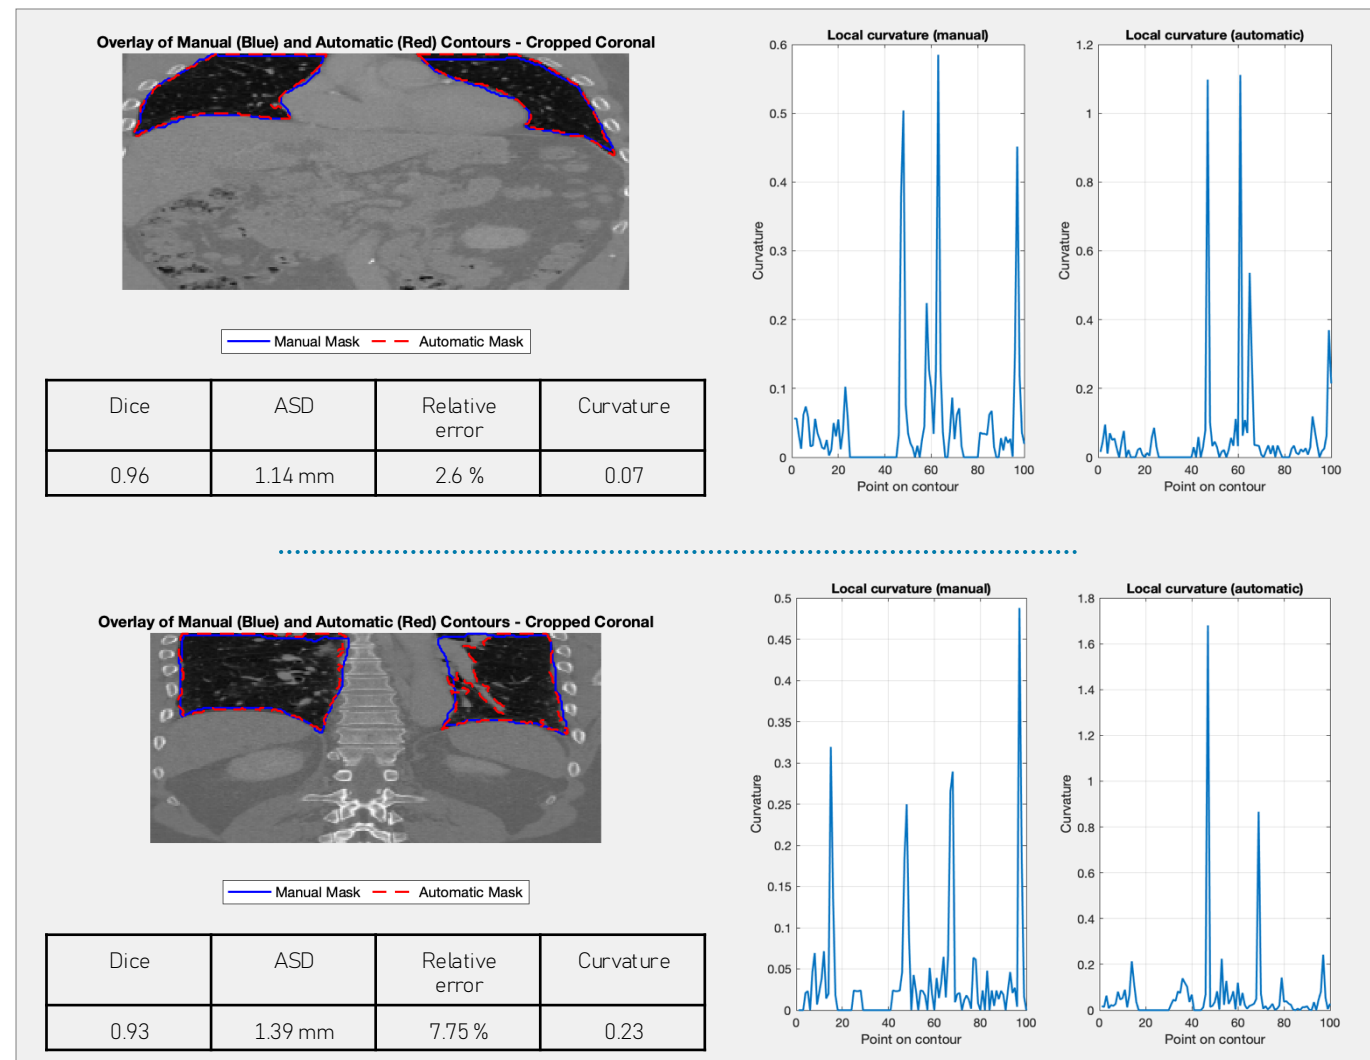 Overlay of Manual (Blue) and Automatic (Red) Contours - Cropped Coronal
Manual Mask
Automatic Mask
Dice
ASD
Relative error
Curvature
0.96
1.14 mm
2.6 %
0.07
Local curvature (manual)
0.6
0.5
0.4
0.3
0.2
0.1
0
Curvature
0 20 40 60 80 100
Point on contour
Local curvature (automatic)
1.2
1
0.8
0.6
0.4
0.2
0
Curvature
0 20 40 60 80 100
Point on contour
Overlay of Manual (Blue) and Automatic (Red) Contours - Cropped Coronal
Manual Mask
Automatic Mask
Dice
ASD
Relative error
Curvature
0.93
1.39 mm
7.75 %
0.23
Local curvature (manual)
0.5
0.45
0.4
0.35
0.3
0.25
0.2
0.15
0.1
0.05
0
Curvature
0 20 40 60 80 100
Point on contour
Local curvature (automatic)
1.8
1.6
1.4
1.2
1
0.8
0.6
0.4
0.2
0
Curvature
0 20 40 60 80 100
Point on contour